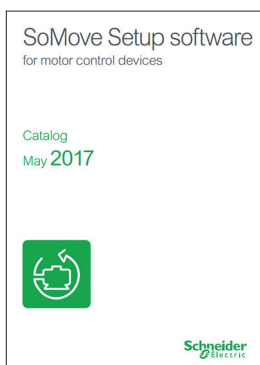 SoMove Setup software
for motor control devices
Catalog
May 2017
Schneider
Electric